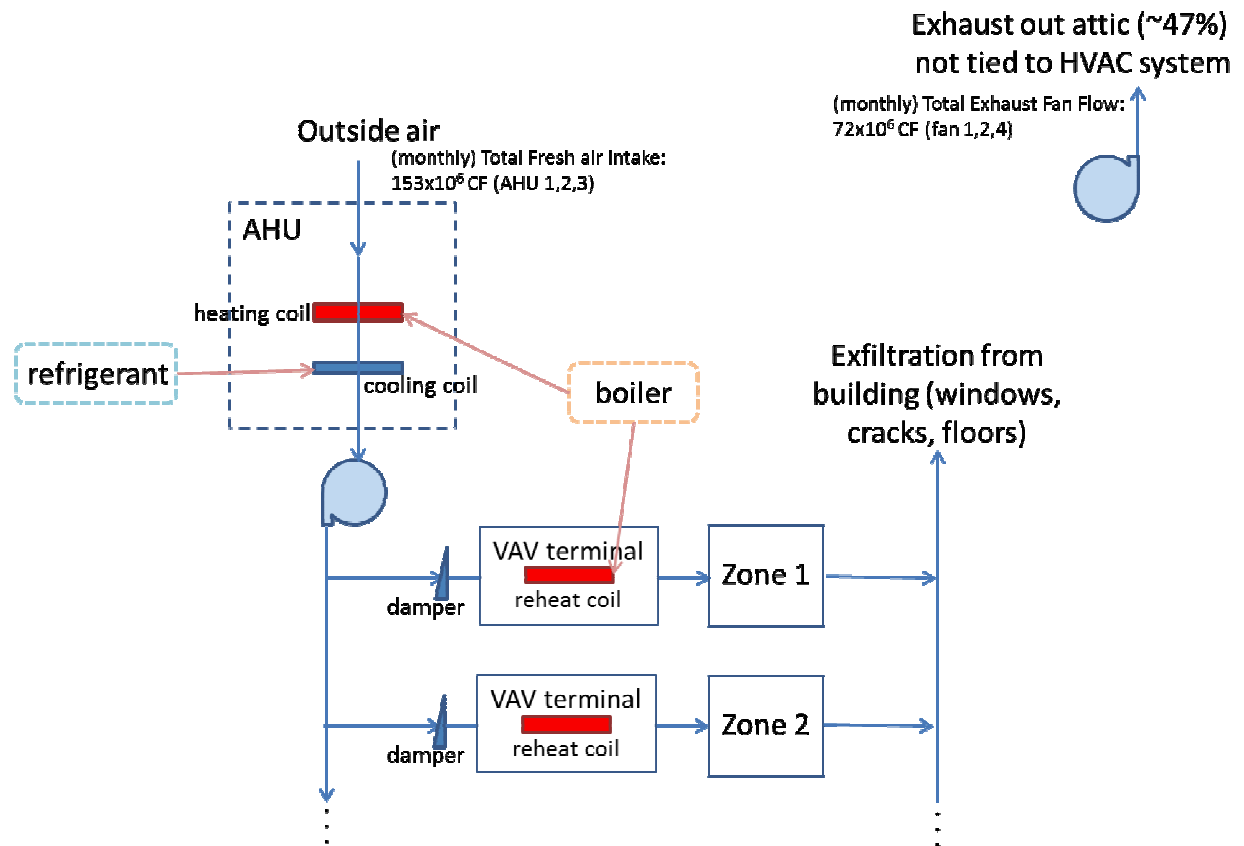 Exhaust out attic (~47%)
not tied to HVAC system
(monthly) Total Exhaust Fan Flow:
72x10⁶ CF (fan 1,2,4)
Outside air
(monthly) Total Fresh air Intake:
153x10⁶ CF (AHU 1,2,3)
AHU
heating coil
refrigerant
cooling coil
boiler
Exfiltration from
building (windows,
cracks, floors)
VAV terminal
reheat coil
damper
Zone 1
VAV terminal
reheat coil
damper
Zone 2